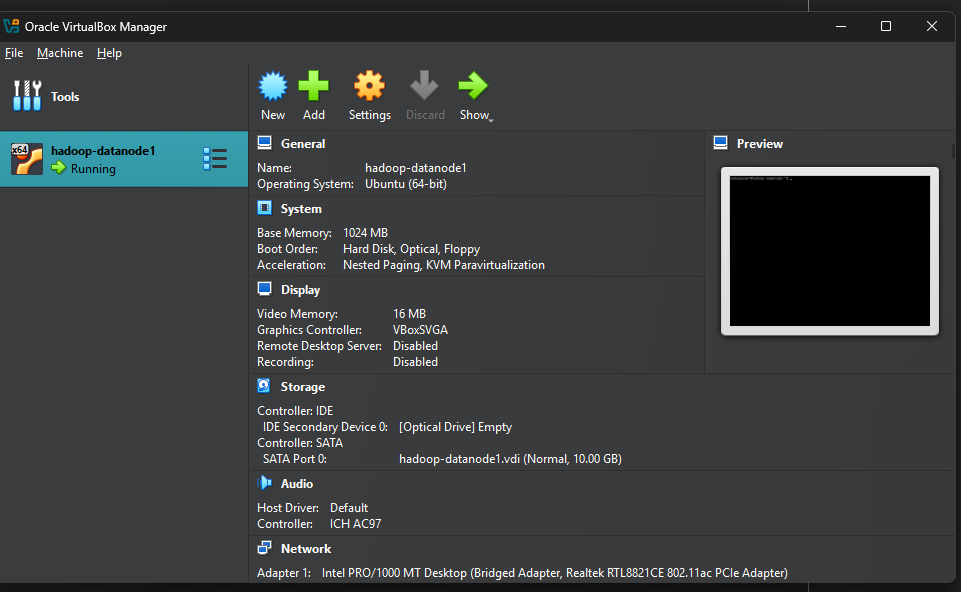 Oracle VirtualBox Manager
File Machine Help
Tools
New Add Settings Discard Show
x64
hadoop-datanode1
Running
General
Name: hadoop-datanode1
Operating System: Ubuntu (64-bit)
System
Base Memory: 1024 MB
Boot Order: Hard Disk, Optical, Floppy
Acceleration: Nested Paging, KVM Paravirtualization
Display
Video Memory: 16 MB
Graphics Controller: VBoxSVGA
Remote Desktop Server: Disabled
Recording: Disabled
Storage
Controller: IDE
IDE Secondary Device 0: [Optical Drive] Empty
Controller: SATA
SATA Port 0: hadoop-datanode1.vdi (Normal, 10.00 GB)
Audio
Host Driver: Default
Controller: ICH AC97
Network
Adapter 1: Intel PRO/1000 MT Desktop (Bridged Adapter, Realtek RTL8821CE 802.11ac PCIe Adapter)
Preview